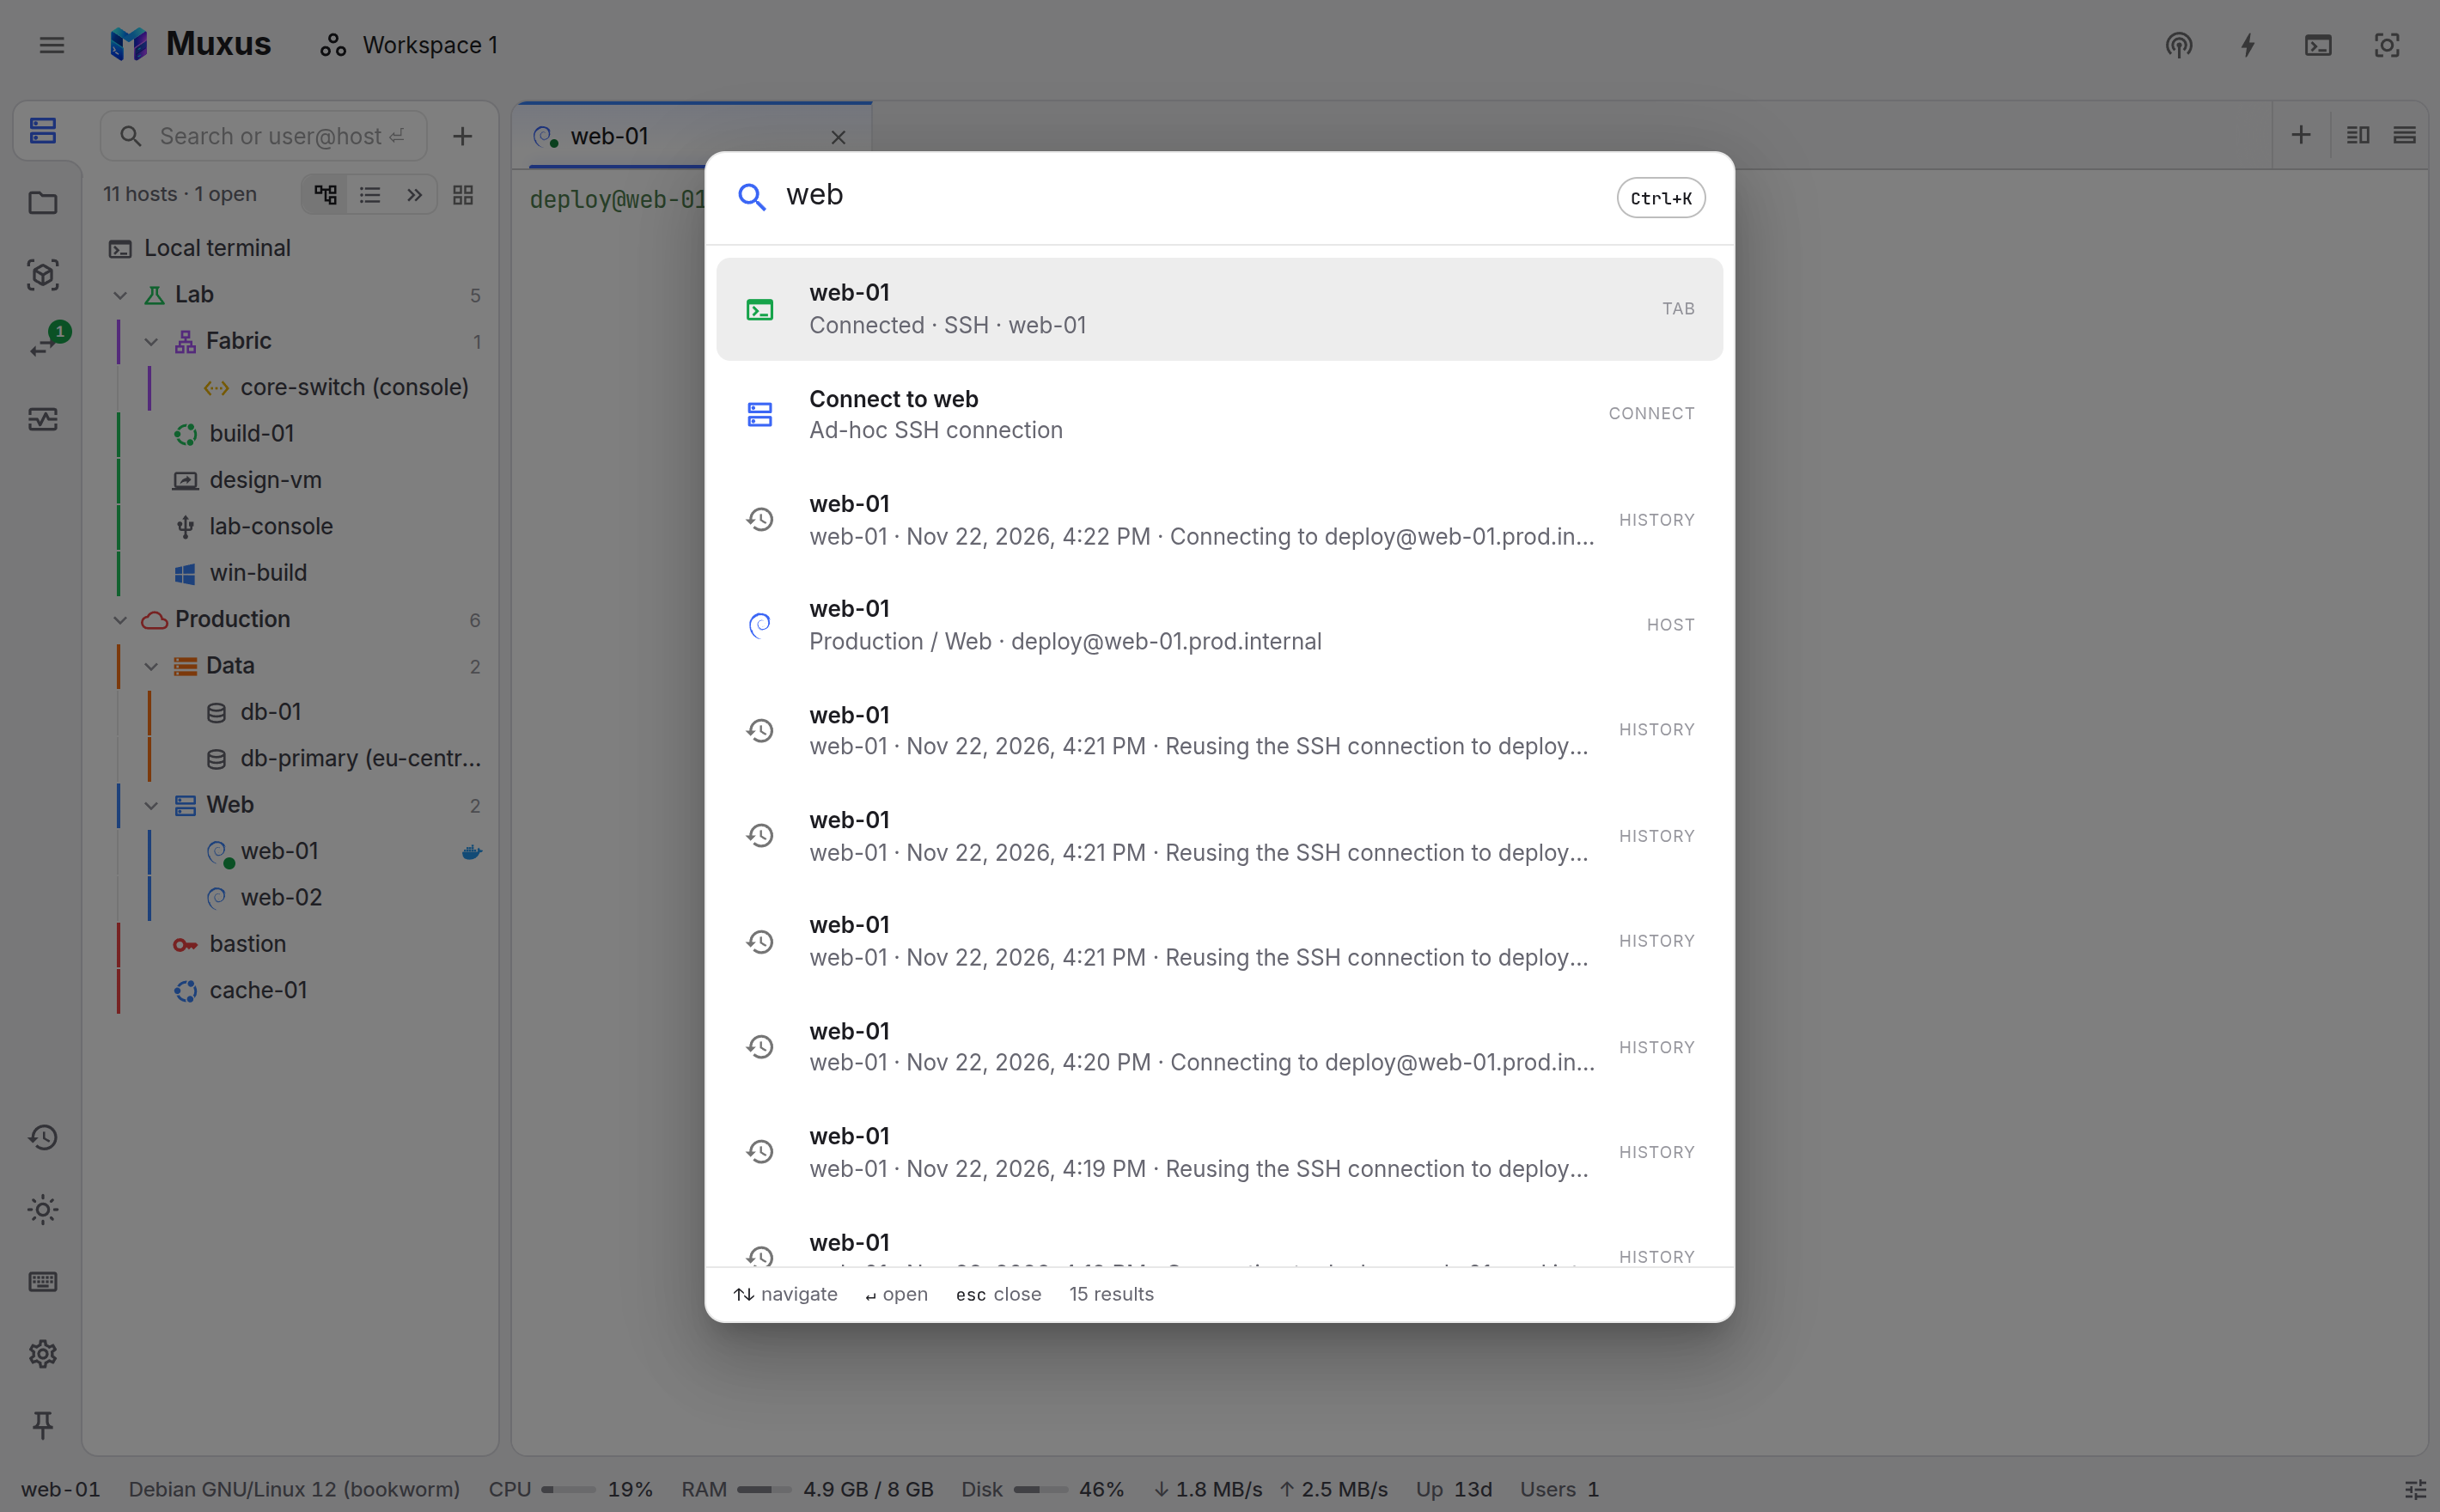 Muxus
Workspace 1
Search or user@host
11 hosts · 1 open
Local terminal
Lab 5
Fabric 1
core-switch (console)
1
build-01
design-vm
lab-console
win-build
Production 6
Data 2
db-01
db-primary (eu-centr...
Web 2
web-01
web-02
bastion
cache-01
web-01
deploy@web-01
web
Ctrl+K
web-01
Connected · SSH · web-01
TAB
Connect to web
Ad-hoc SSH connection
CONNECT
web-01
web-01 · Nov 22, 2026, 4:22 PM · Connecting to deploy@web-01.prod.in...
HISTORY
web-01
Production / Web · deploy@web-01.prod.internal
HOST
web-01
web-01 · Nov 22, 2026, 4:21 PM · Reusing the SSH connection to deploy...
HISTORY
web-01
web-01 · Nov 22, 2026, 4:21 PM · Reusing the SSH connection to deploy...
HISTORY
web-01
web-01 · Nov 22, 2026, 4:21 PM · Reusing the SSH connection to deploy...
HISTORY
web-01
web-01 · Nov 22, 2026, 4:20 PM · Connecting to deploy@web-01.prod.in...
HISTORY
web-01
web-01 · Nov 22, 2026, 4:19 PM · Reusing the SSH connection to deploy...
HISTORY
web-01
HISTORY
↑↓ navigate ↵ open esc close 15 results
web-01 Debian GNU/Linux 12 (bookworm) CPU 19% RAM 4.9 GB / 8 GB Disk 46% ↓ 1.8 MB/s ↑ 2.5 MB/s Up 13d Users 1